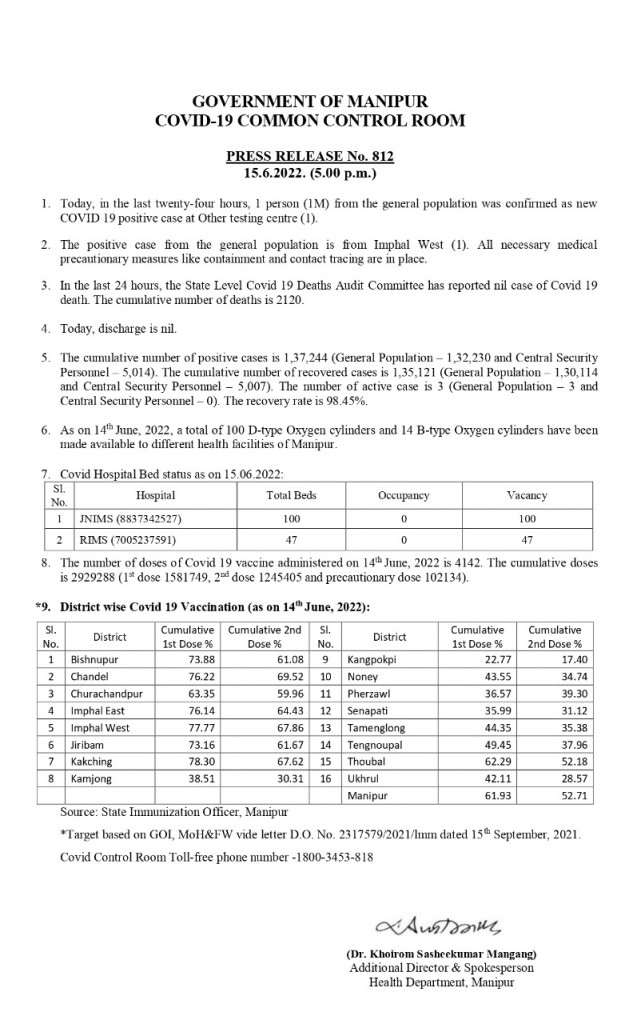 GOVERNMENT OF MANIPUR
COVID-19 COMMON CONTROL ROOM
PRESS RELEASE No. 812
15.6.2022. (5.00 p.m.)
1. Today, in the last twenty-four hours, 1 person (1M) from the general population was confirmed as new
COVID 19 positive case at Other testing centre (1).
2. The positive case from the general population is from Imphal West (1). All necessary medical
precautionary measures like containment and contact tracing are in place.
3. In the last 24 hours, the State Level Covid 19 Deaths Audit Committee has reported nil case of Covid 19
death. The cumulative number of deaths is 2120.
4. Today, discharge is nil.
5. The cumulative number of positive cases is 1,37,244 (General Population – 1,32,230 and Central Security
Personnel – 5,014). The cumulative number of recovered cases is 1,35,121 (General Population – 1,30,114
and Central Security Personnel – 5,007). The number of active case is 3 (General Population – 3 and
Central Security Personnel – 0). The recovery rate is 98.45%.
6. As on 14th June, 2022, a total of 100 D-type Oxygen cylinders and 14 B-type Oxygen cylinders have been
made available to different health facilities of Manipur.
7. Covid Hospital Bed status as on 15.06.2022:
Sl. No. Hospital Total Beds Occupancy Vacancy
1 JNIMS (8837342527) 100 0 100
2 RIMS (7005237591) 47 0 47
8. The number of doses of Covid 19 vaccine administered on 14th June, 2022 is 4142. The cumulative doses
is 2929288 (1st dose 1581749, 2nd dose 1245405 and precautionary dose 102134).
*9. District wise Covid 19 Vaccination (as on 14th June, 2022):
Sl. No. District Cumulative 1st Dose % Cumulative 2nd Dose % Sl. No. District Cumulative 1st Dose % Cumulative 2nd Dose %
1 Bishnupur 73.88 61.08 9 Kangpokpi 22.77 17.40
2 Chandel 76.22 69.52 10 Noney 43.55 34.74
3 Churachandpur 63.35 59.96 11 Pherzawl 36.57 39.30
4 Imphal East 76.14 64.43 12 Senapati 35.99 31.12
5 Imphal West 77.77 67.86 13 Tamenglong 44.35 35.38
6 Jiribam 73.16 61.67 14 Tengnoupal 49.45 37.96
7 Kakching 78.30 67.62 15 Thoubal 62.29 52.18
8 Kamjong 38.51 30.31 16 Ukhrul 42.11 28.57
Manipur 61.93 52.71
Source: State Immunization Officer, Manipur
*Target based on GOI, MoH&FW vide letter D.O. No. 2317579/2021/Imm dated 15th September, 2021.
Covid Control Room Toll-free phone number -1800-3453-818
(Dr. Khoirom Sasheekumar Mangang)
Additional Director & Spokesperson
Health Department, Manipur